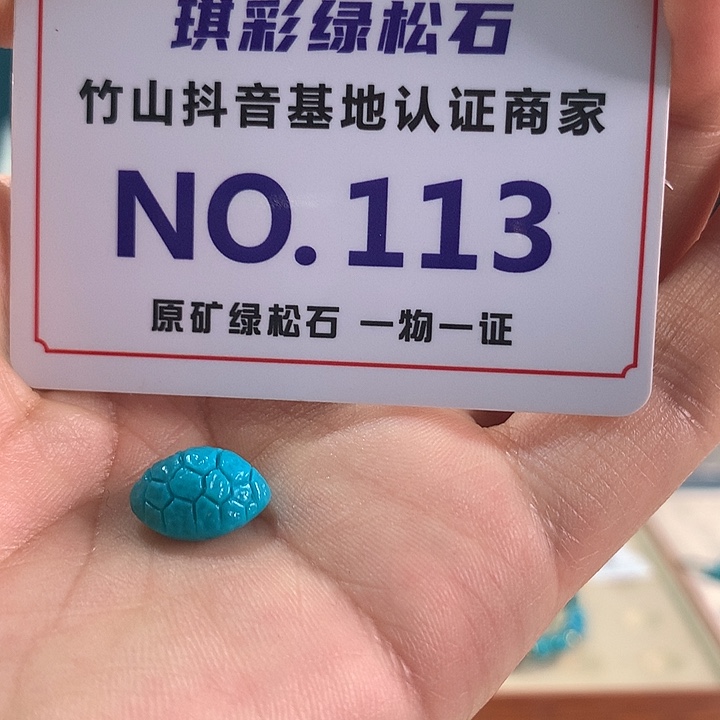 琪彩绿松石
竹山抖音基地认证商家
NO.113
原矿绿松石 一物一证